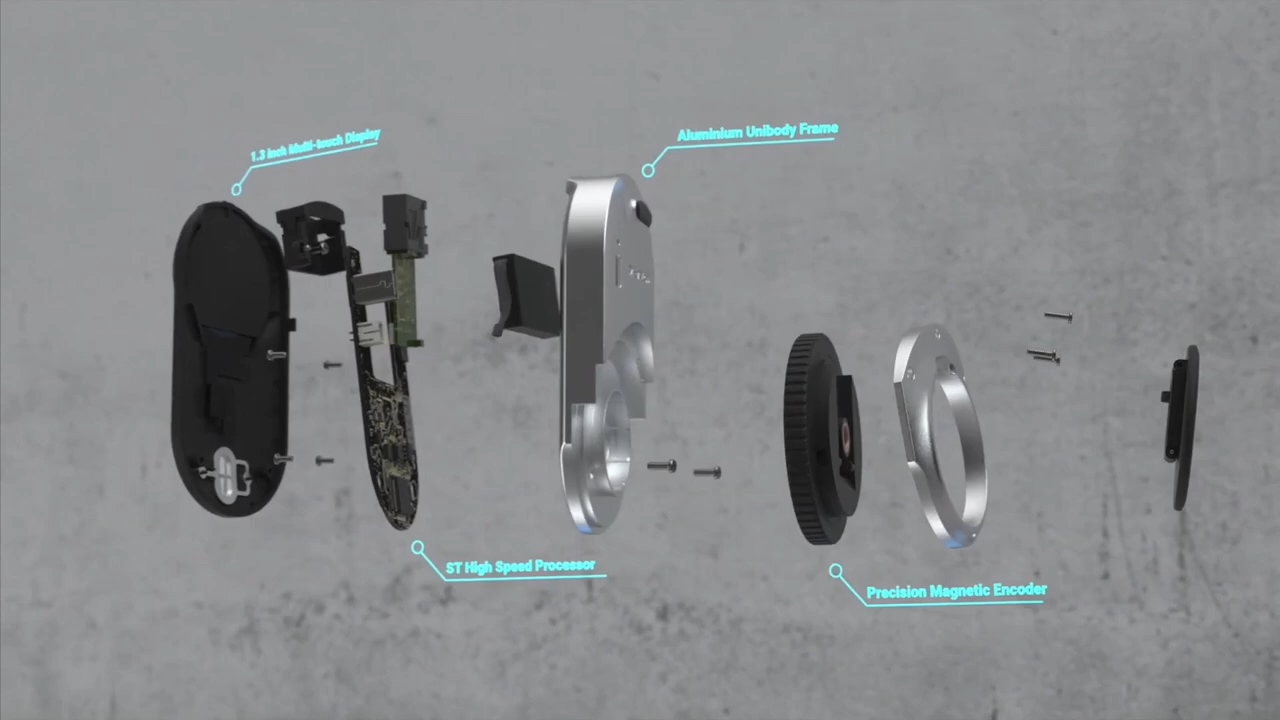 1.3 inch Multi-touch Display
Aluminium Unibody Frame
ST High Speed Processor
Precision Magnetic Encoder